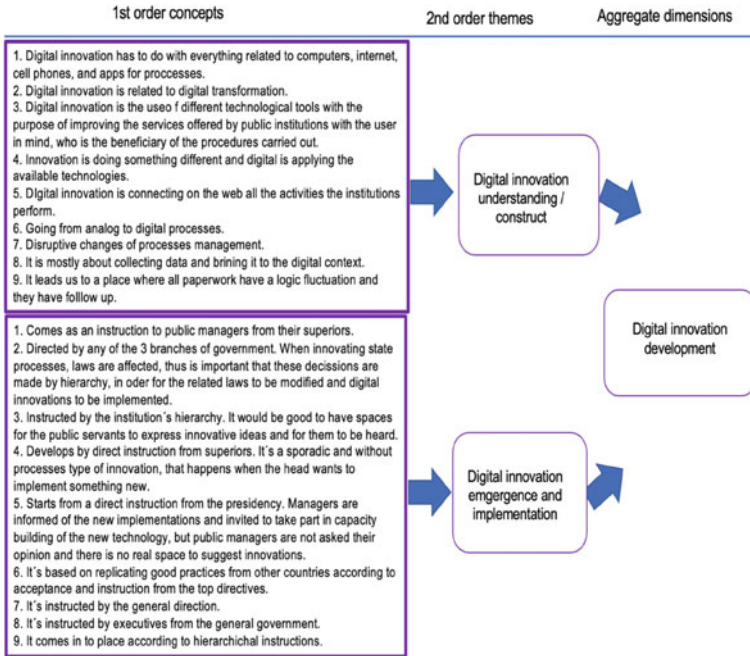 1st order concepts
2nd order themes
Aggregate dimensions
1. Digital innovation has to do with everything related to computers, internet,
cell phones, and apps for proccesses.
2. Digital innovation is related to digital transformation.
3. Digital innovation is the useo f different technological tools with the
purpose of improving the services offered by public institutions with the user
in mind, who is the beneficiary of the procedures carried out.
4. Innovation is doing something different and digital is applying the
available technologies.
5. DIgital innovation is connecting on the web all the activities the institutions
perform.
6. Going from analog to digital processes.
7. Disruptive changes of processes management.
8. It is mostly about collecting data and brining it to the digital context.
9. It leads us to a place where all paperwork have a logic fluctuation and
they have folllow up.
Digital innovation
understanding /
construct
1. Comes as an instruction to public managers from their superiors.
2. Directed by any of the 3 branches of government. When innovating state
processes, laws are affected, thus is important that these decissions are
made by hierarchy, in oder for the related laws to be modified and digital
innovations to be implemented.
3. Instructed by the institution´s hierarchy. It would be good to have spaces
for the public servants to express innovative ideas and for them to be heard.
4. Develops by direct instruction from superiors. It´s a sporadic and without
processes type of innovation, that happens when the head wants to
implement something new.
5. Starts from a direct instruction from the presidency. Managers are
informed of the new implementations and invited to take part in capacity
building of the new technology, but public managers are not asked their
opinion and there is no real space to suggest innovations.
6. It´s based on replicating good practices from other countries according to
acceptance and instruction from the top directives.
7. It´s instructed by the general direction.
8. It´s instructed by executives from the general government.
9. It comes in to place according to hierarchichal instructions.
Digital innovation
emgergence and
implementation
Digital innovation
development